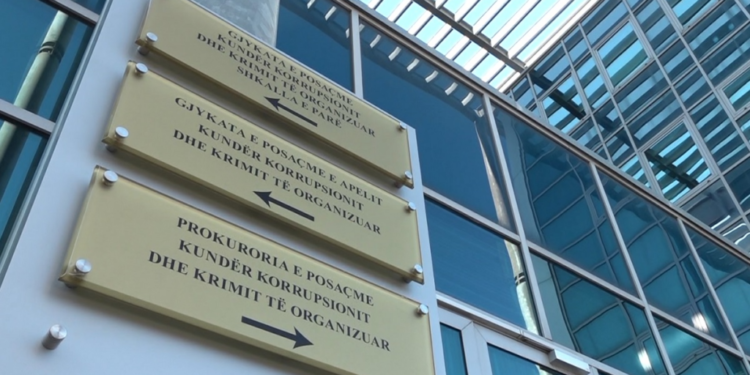 GJYKATA E POSAÇME
KUNDËR KORRUPSIONIT
DHE KRIMIT TË ORGANIZUAR
SHKALLA E PARË
GJYKATA E POSAÇME E APELIT
KUNDËR KORRUPSIONIT
DHE KRIMIT TË ORGANIZUAR
PROKURORIA E POSAÇME
KUNDËR KORRUPSIONIT
DHE KRIMIT TË ORGANIZUAR